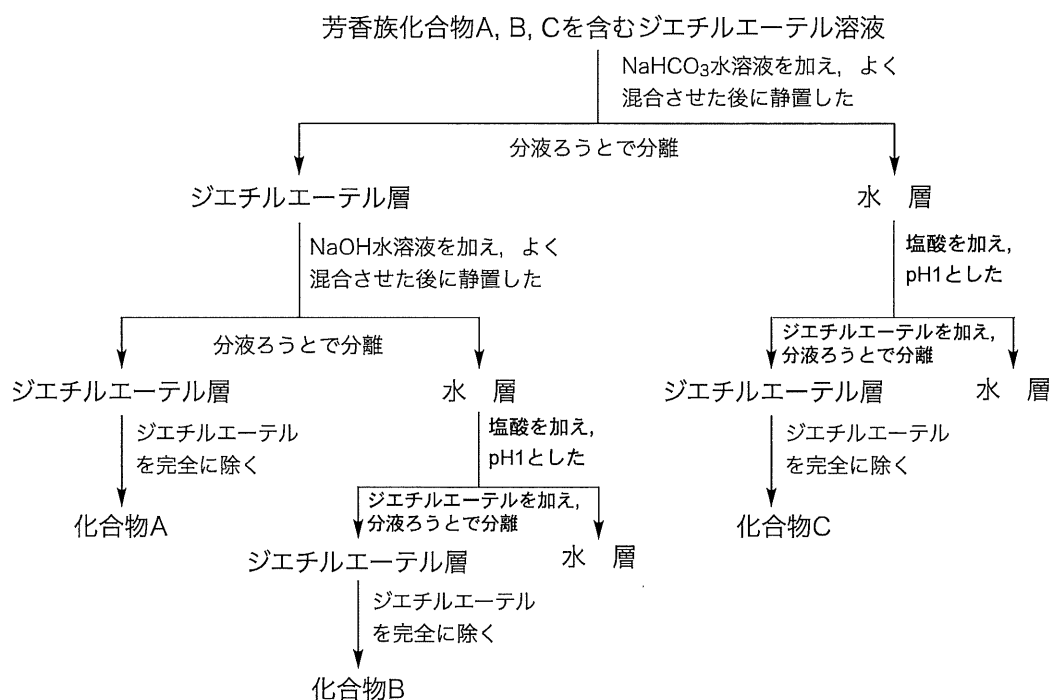 芳香族化合物A, B, Cを含むジエチルエーテル溶液
NaHCO₃水溶液を加え，よく
混合させた後に静置した
分液ろうとで分離
ジエチルエーテル層
水　層
NaOH水溶液を加え，よく
混合させた後に静置した
塩酸を加え，
pH1とした
分液ろうとで分離
ジエチルエーテルを加え，
分液ろうとで分離
ジエチルエーテル層
水　層
ジエチルエーテル層
水　層
ジエチルエーテル
を完全に除く
塩酸を加え，
pH1とした
ジエチルエーテル
を完全に除く
化合物A
ジエチルエーテルを加え，
分液ろうとで分離
化合物C
ジエチルエーテル層
水　層
ジエチルエーテル
を完全に除く
化合物B